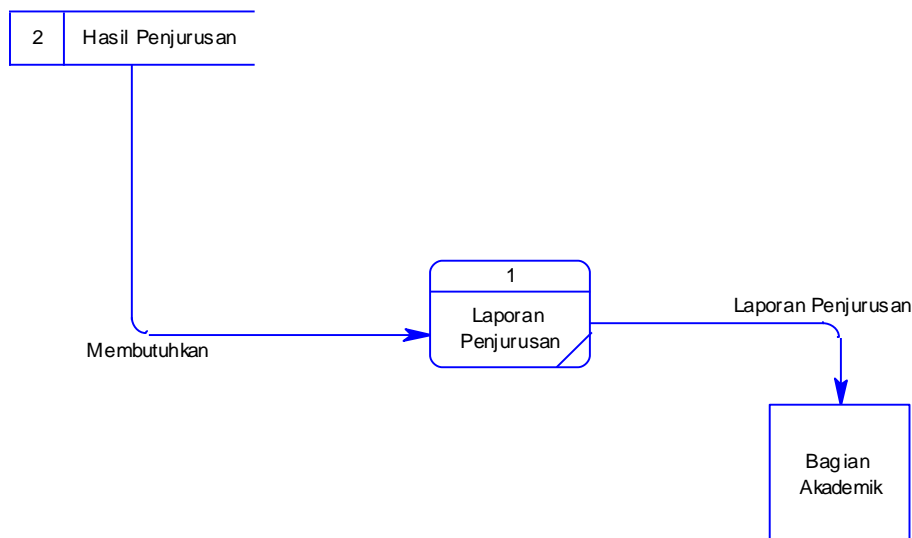 2 Hasil Penjurusan
1
Laporan Penjurusan
Laporan
Penjurusan
Membutuhkan
Bagian
Akademik